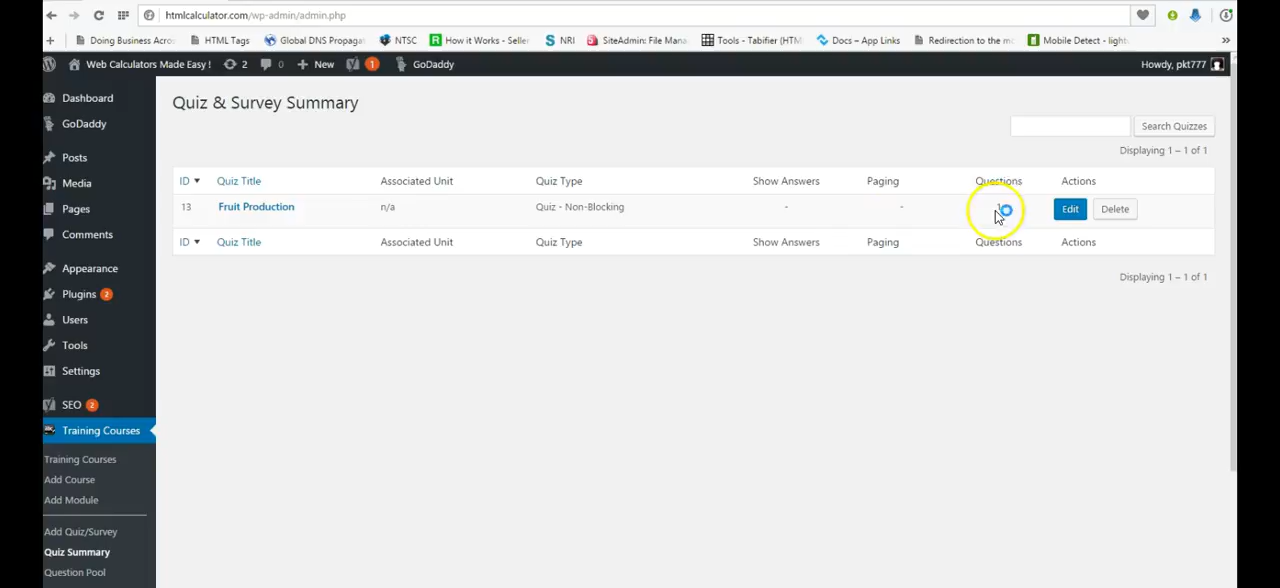 htmlcalculator.com/wp-admin/admin.php
Doing Business Acro HTML Tags Global DNS Propagat NTSC How it Works - Seller NRI SiteAdmin: File Mana Tools - Tabifier (HTM Docs – App Links Redirection to the m Mobile Detect - light
Web Calculators Made Easy ! 2 0 New 1 GoDaddy Howdy, pkt777
Dashboard
GoDaddy
Posts
Media
Pages
Comments
Appearance
Plugins 2
Users
Tools
Settings
SEO 2
Training Courses
Training Courses
Add Course
Add Module
Add Quiz/Survey
Quiz Summary
Question Pool
Quiz & Survey Summary
Search Quizzes
Displaying 1 – 1 of 1
ID Quiz Title Associated Unit Quiz Type Show Answers Paging Questions Actions
13 Fruit Production n/a Quiz - Non-Blocking - - Edit Delete
ID Quiz Title Associated Unit Quiz Type Show Answers Paging Questions Actions
Displaying 1 – 1 of 1